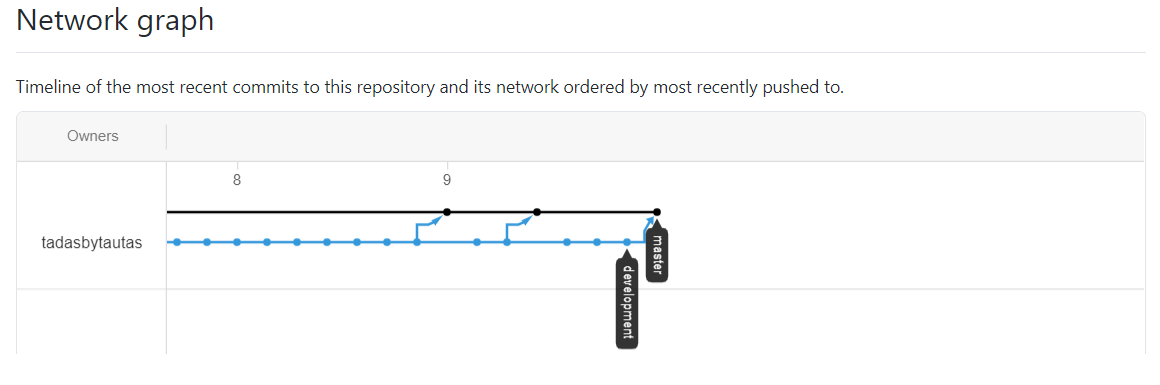 Network graph
Timeline of the most recent commits to this repository and its network ordered by most recently pushed to.
Owners
8 9
tadasbytautas
master
development